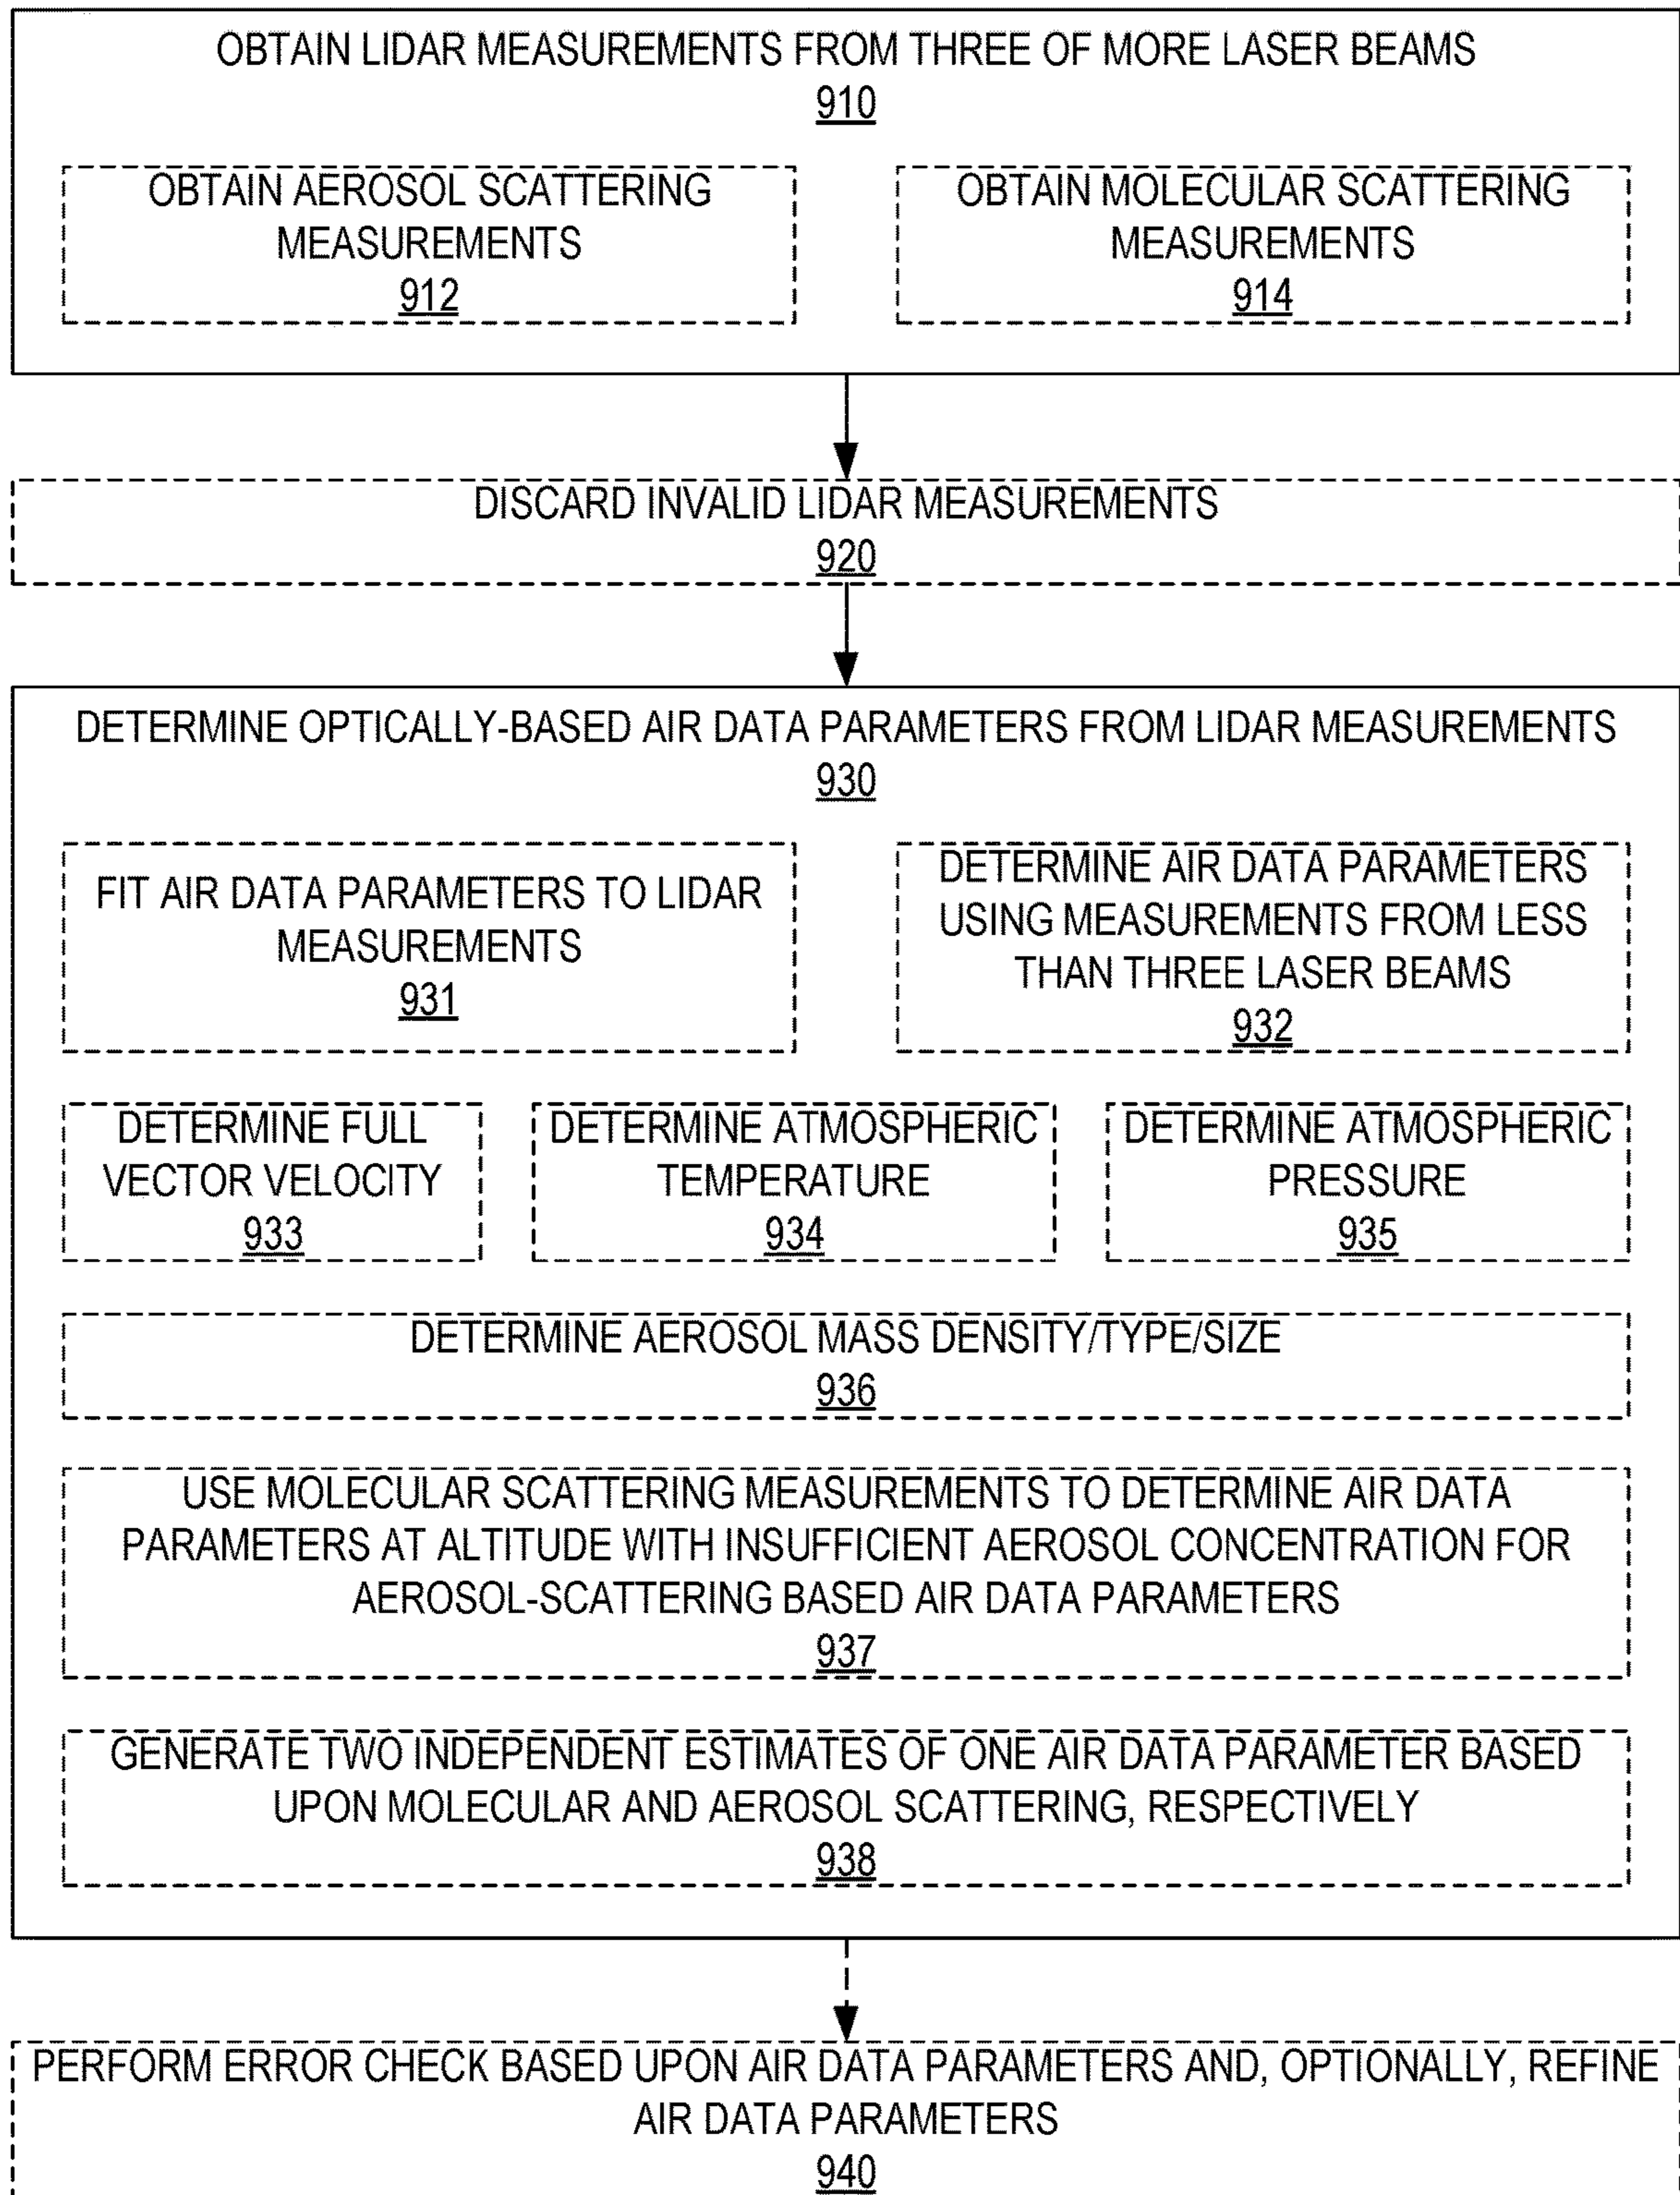 OBTAIN LIDAR MEASUREMENTS FROM THREE OF MORE LASER BEAMS
910
OBTAIN AEROSOL SCATTERING
MEASUREMENTS
912
OBTAIN MOLECULAR SCATTERING
MEASUREMENTS
914
DISCARD INVALID LIDAR MEASUREMENTS
920
DETERMINE OPTICALLY-BASED AIR DATA PARAMETERS FROM LIDAR MEASUREMENTS
930
FIT AIR DATA PARAMETERS TO LIDAR
MEASUREMENTS
931
DETERMINE AIR DATA PARAMETERS
USING MEASUREMENTS FROM LESS
THAN THREE LASER BEAMS
932
DETERMINE FULL
VECTOR VELOCITY
933
DETERMINE ATMOSPHERIC
TEMPERATURE
934
DETERMINE ATMOSPHERIC
PRESSURE
935
DETERMINE AEROSOL MASS DENSITY/TYPE/SIZE
936
USE MOLECULAR SCATTERING MEASUREMENTS TO DETERMINE AIR DATA
PARAMETERS AT ALTITUDE WITH INSUFFICIENT AEROSOL CONCENTRATION FOR
AEROSOL-SCATTERING BASED AIR DATA PARAMETERS
937
GENERATE TWO INDEPENDENT ESTIMATES OF ONE AIR DATA PARAMETER BASED
UPON MOLECULAR AND AEROSOL SCATTERING, RESPECTIVELY
938
PERFORM ERROR CHECK BASED UPON AIR DATA PARAMETERS AND, OPTIONALLY, REFINE
AIR DATA PARAMETERS
940